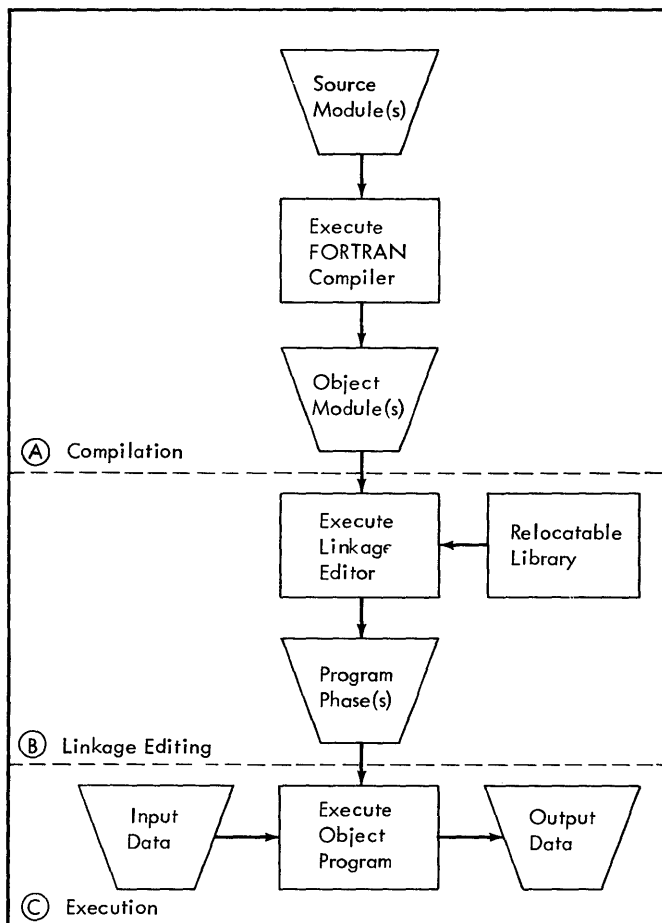 Source
Module(s)
Execute
FORTRAN
Compiler
Object
Module(s)
A Compilation
Execute
Linkage
Editor
Relocatable
Library
Program
Phase(s)
B Linkage Editing
Input
Data
Execute
Object
Program
Output
Data
C Execution